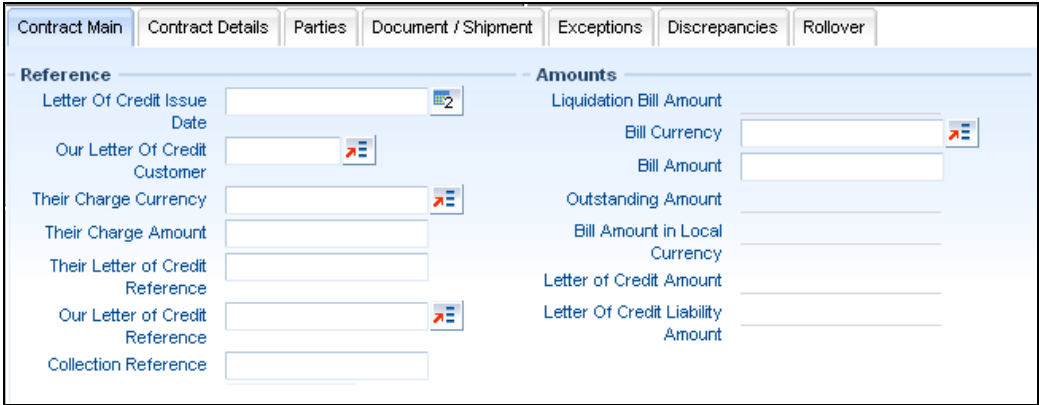 Contract Main Contract Details Parties Document / Shipment Exceptions Discrepancies Rollover
Reference
Letter Of Credit Issue
Date
2
Our Letter Of Credit
Customer
Their Charge Currency
Their Charge Amount
Their Letter of Credit
Reference
Our Letter of Credit
Reference
Collection Reference
Amounts
Liquidation Bill Amount
Bill Currency
Bill Amount
Outstanding Amount
Bill Amount in Local
Currency
Letter of Credit Amount
Letter Of Credit Liability
Amount